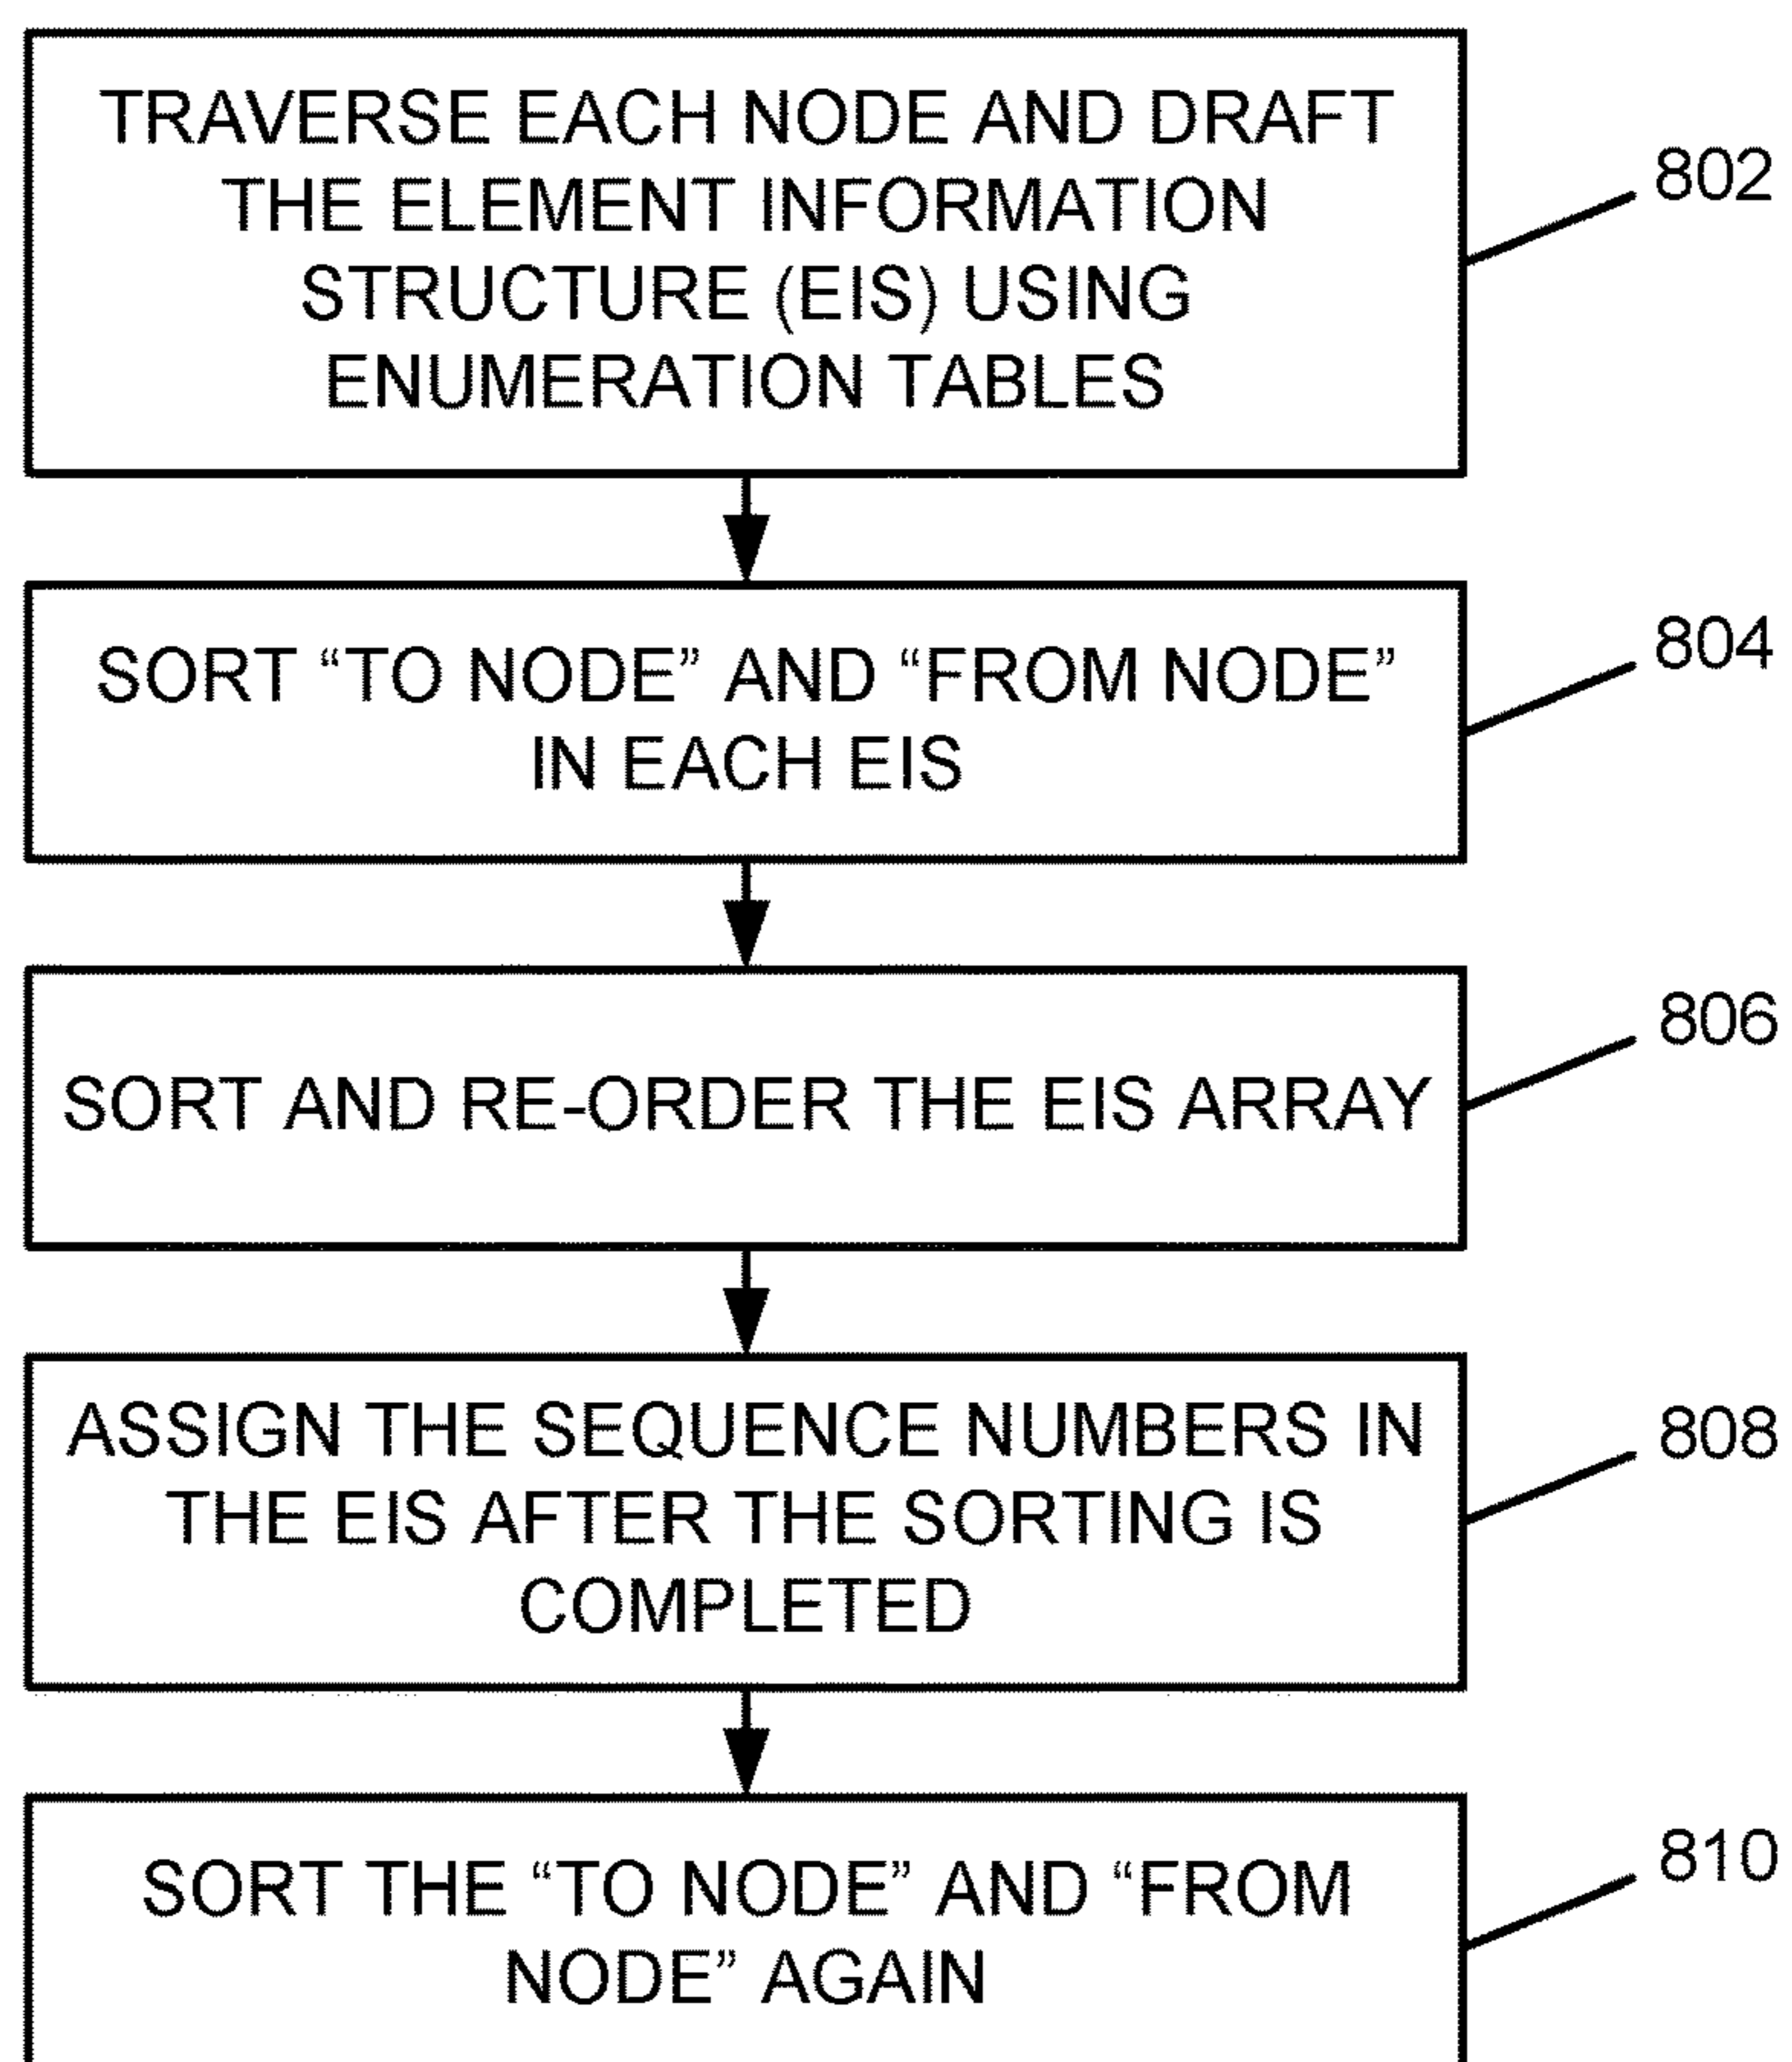 TRAVERSE EACH NODE AND DRAFT
THE ELEMENT INFORMATION
STRUCTURE (EIS) USING
ENUMERATION TABLES
802
SORT “TO NODE” AND “FROM NODE”
IN EACH EIS
804
SORT AND RE-ORDER THE EIS ARRAY
806
ASSIGN THE SEQUENCE NUMBERS IN
THE EIS AFTER THE SORTING IS
COMPLETED
808
SORT THE “TO NODE” AND “FROM
NODE” AGAIN
810